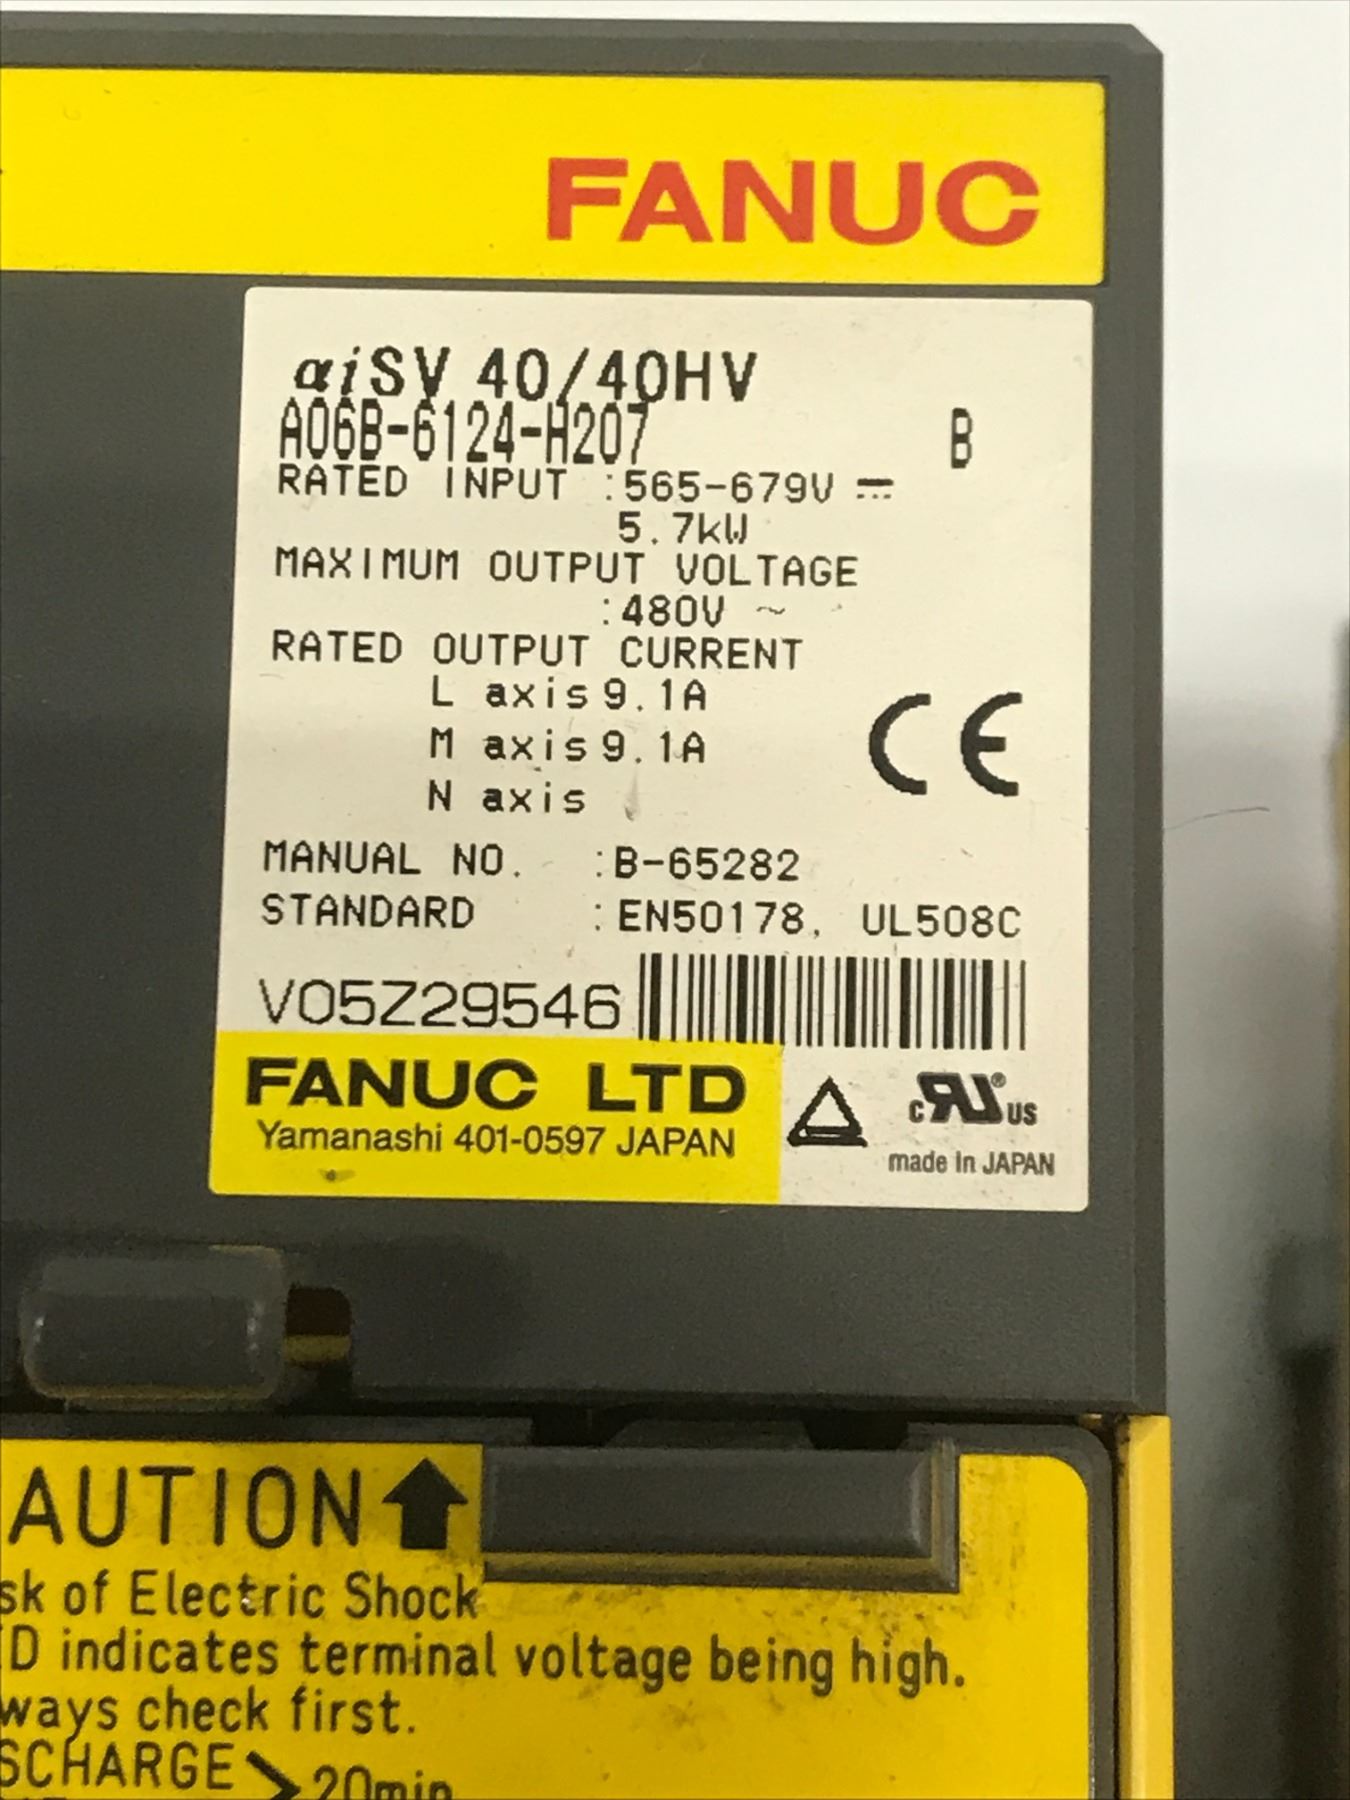 FANUC
αiSV 40/40HV
A06B-6124-H207 B
RATED INPUT :565-679V ⎓
5.7kW
MAXIMUM OUTPUT VOLTAGE
:480V ~
RATED OUTPUT CURRENT
L axis 9.1A
M axis 9.1A
N axis
CE
MANUAL NO. :B-65282
STANDARD :EN50178, UL508C
V05Z29546
FANUC LTD
Yamanashi 401-0597 JAPAN
c RU ® US
made in JAPAN
AUTION
sk of Electric Shock
D indicates terminal voltage being high.
ways check first.
SCHARGE > 20min